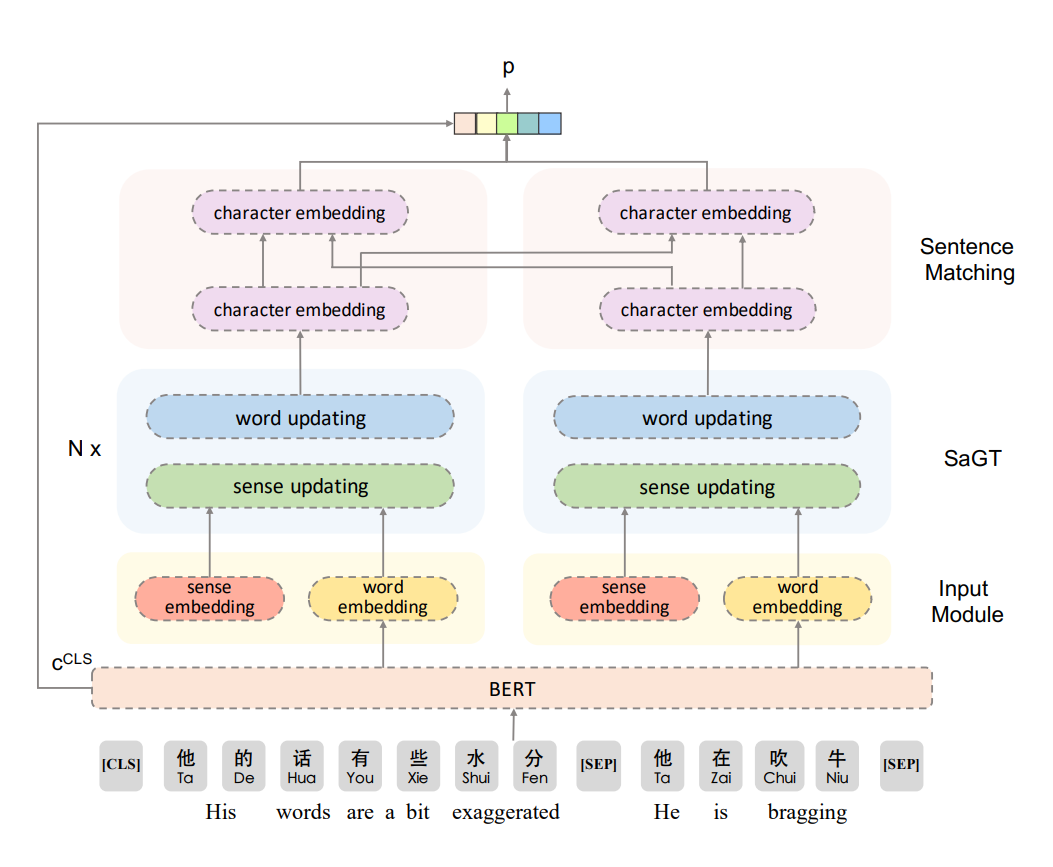 p
character embedding character embedding
Sentence
Matching
character embedding character embedding
word updating word updating
N x
SaGT
sense updating sense updating
sense
embedding
word
embedding
sense
embedding
word
embedding
Input
Module
cCLS
BERT
[CLS] 他 的 话 有 些 水 分 [SEP] 他 在 吹 牛 [SEP]
Ta De Hua You Xie Shui Fen Ta Zai Chui Niu
His words are a bit exaggerated He is bragging